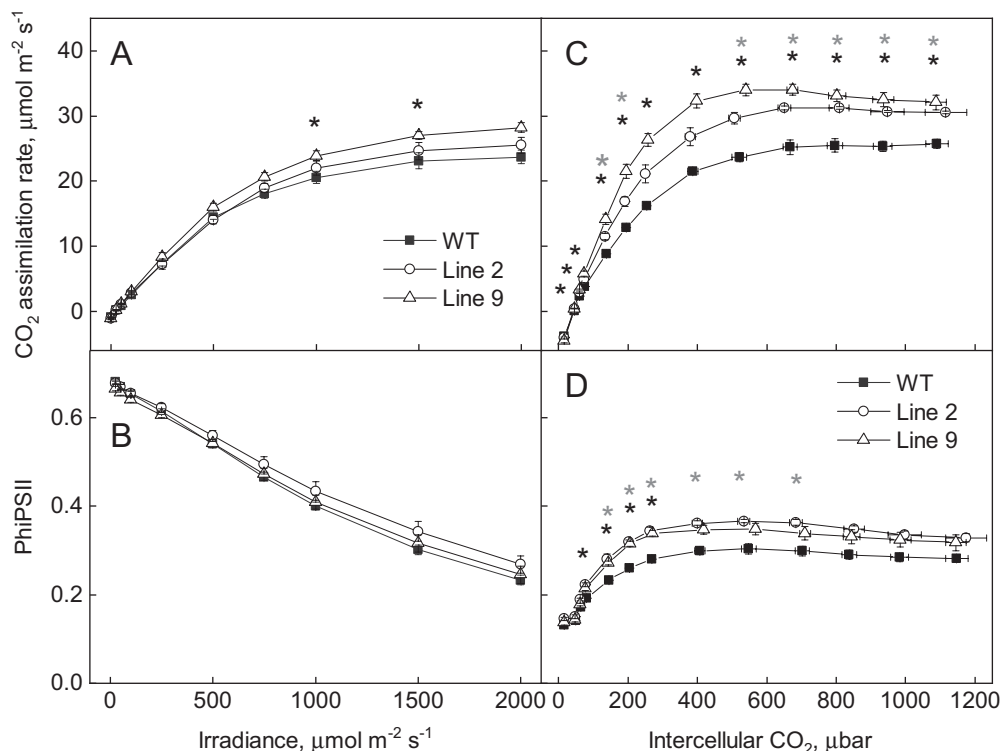 A
CO₂ assimilation rate, μmol m⁻² s⁻¹
40
30
20
10
0
* *
WT
Line 2
Line 9
C
* * * * * * *
* * * * * * * * * * *
B
PhiPSII
0.6
0.4
0.2
0.0
0 500 1000 1500 2000
Irradiance, μmol m⁻² s⁻¹
D
WT
Line 2
Line 9
* * * * * *
* * * *
0 200 400 600 800 1000 1200
Intercellular CO₂, μbar